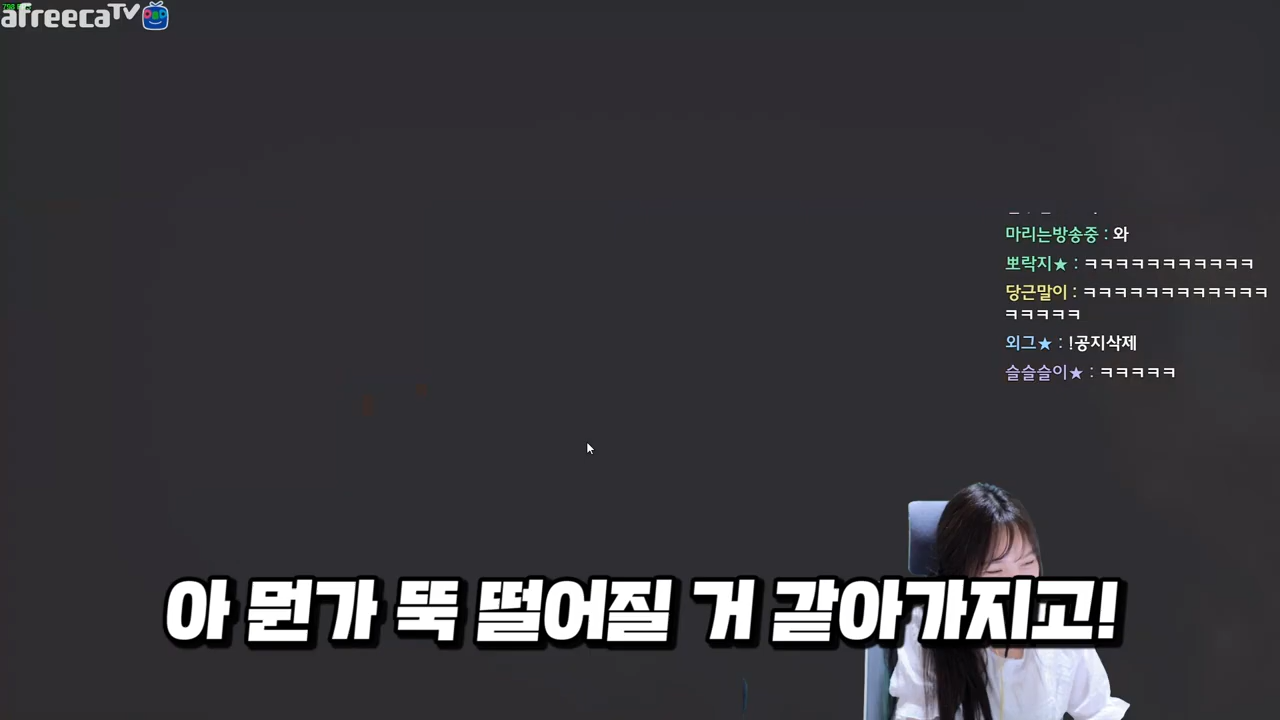 afreecaTV
마리는방송중 : 와
뽀락지★ : ㅋㅋㅋㅋㅋㅋㅋㅋㅋㅋㅋ
당근말이 : ㅋㅋㅋㅋㅋㅋㅋㅋㅋㅋㅋㅋ
ㅋㅋㅋㅋㅋ
외그★ : !공지삭제
슬슬슬이★ : ㅋㅋㅋㅋㅋ
아 뭔가 뚝 떨어질 거 같아가지고!